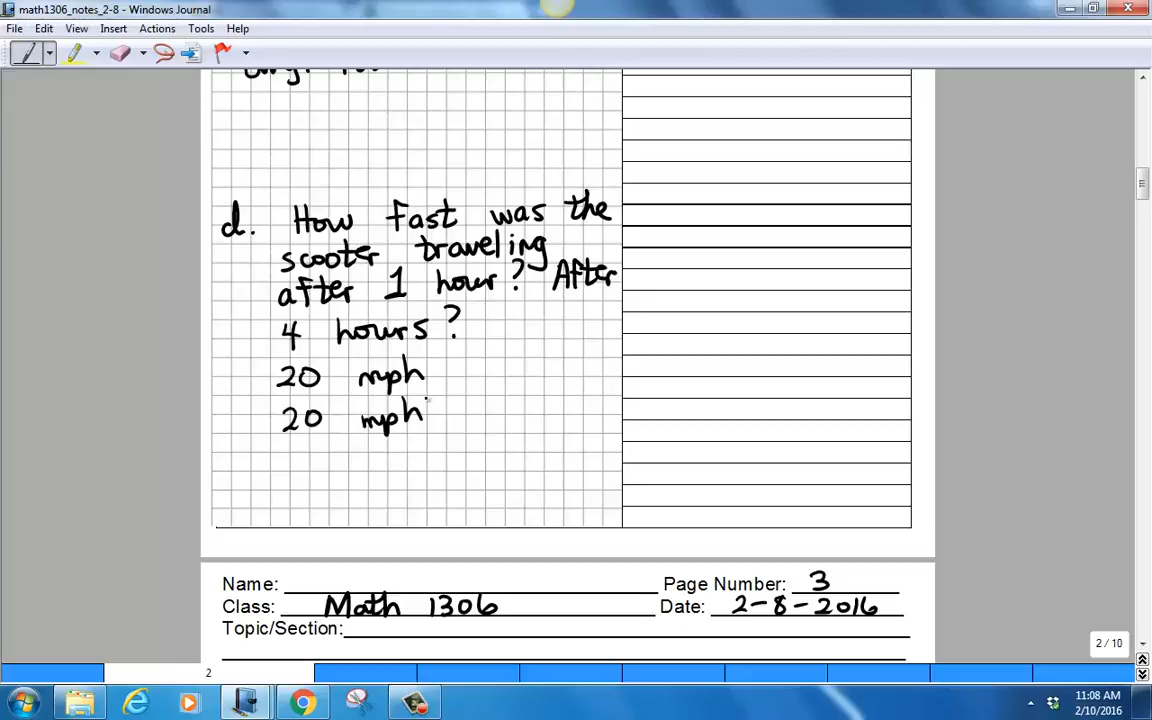 math1306_notes_2-8 - Windows Journal
File Edit View Insert Actions Tools Help
d. How fast was the
scooter traveling
after 1 hour? After
4 hours?
20 mph
20 mph
Name:
Page Number: 3
Class: Math 1306
Date: 2-8-2016
Topic/Section:
2 / 10
2
11:08 AM
2/10/2016